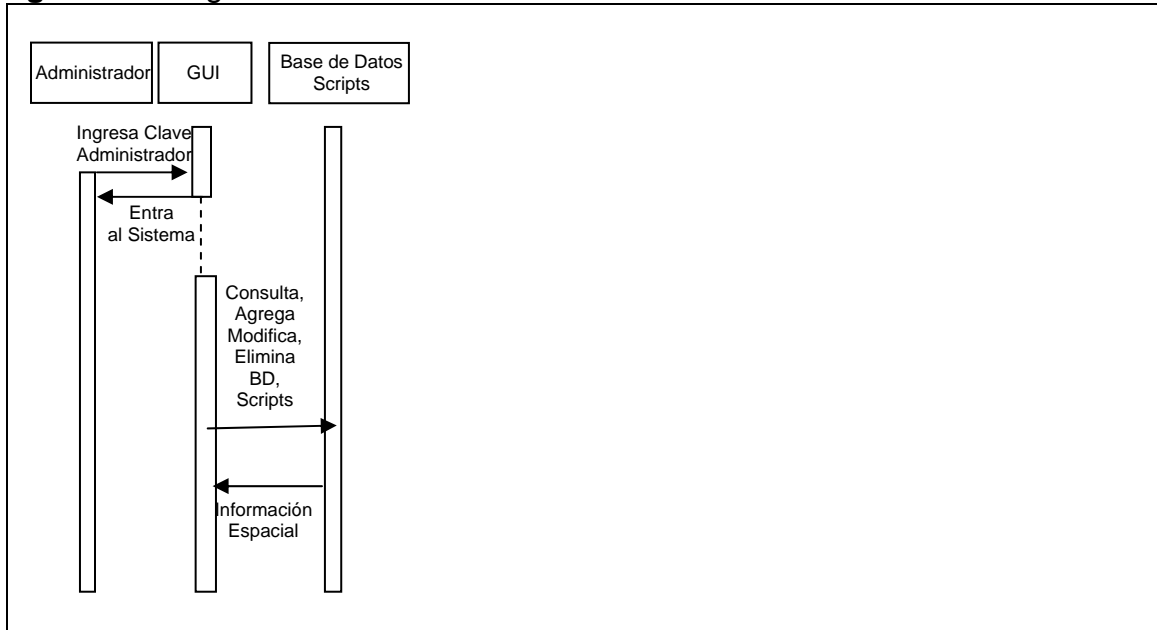 Administrador
GUI
Base de Datos
Scripts
Ingresa Clave
Administrador
Entra
al Sistema
Consulta,
Agrega
Modifica,
Elimina
BD,
Scripts
Información
Espacial